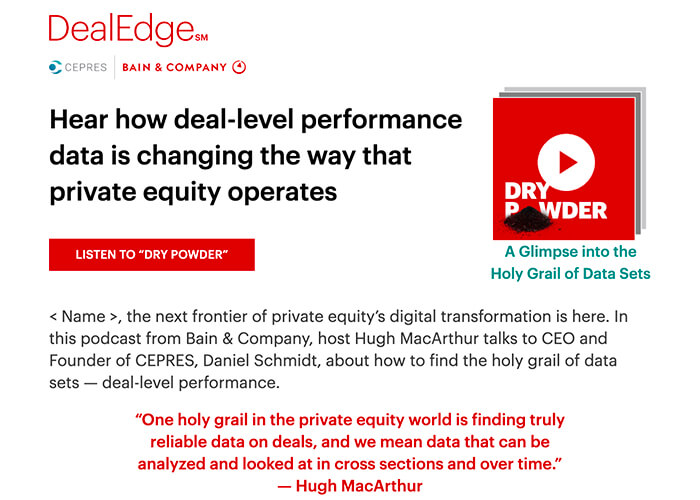 DealEdge℠
CEPRES
BAIN & COMPANY
Hear how deal-level performance
data is changing the way that
private equity operates
LISTEN TO “DRY POWDER”
DRY
POWDER
A Glimpse into the
Holy Grail of Data Sets
< Name >, the next frontier of private equity’s digital transformation is here. In
this podcast from Bain & Company, host Hugh MacArthur talks to CEO and
Founder of CEPRES, Daniel Schmidt, about how to find the holy grail of data
sets — deal-level performance.
“One holy grail in the private equity world is finding truly
reliable data on deals, and we mean data that can be
analyzed and looked at in cross sections and over time.”
— Hugh MacArthur